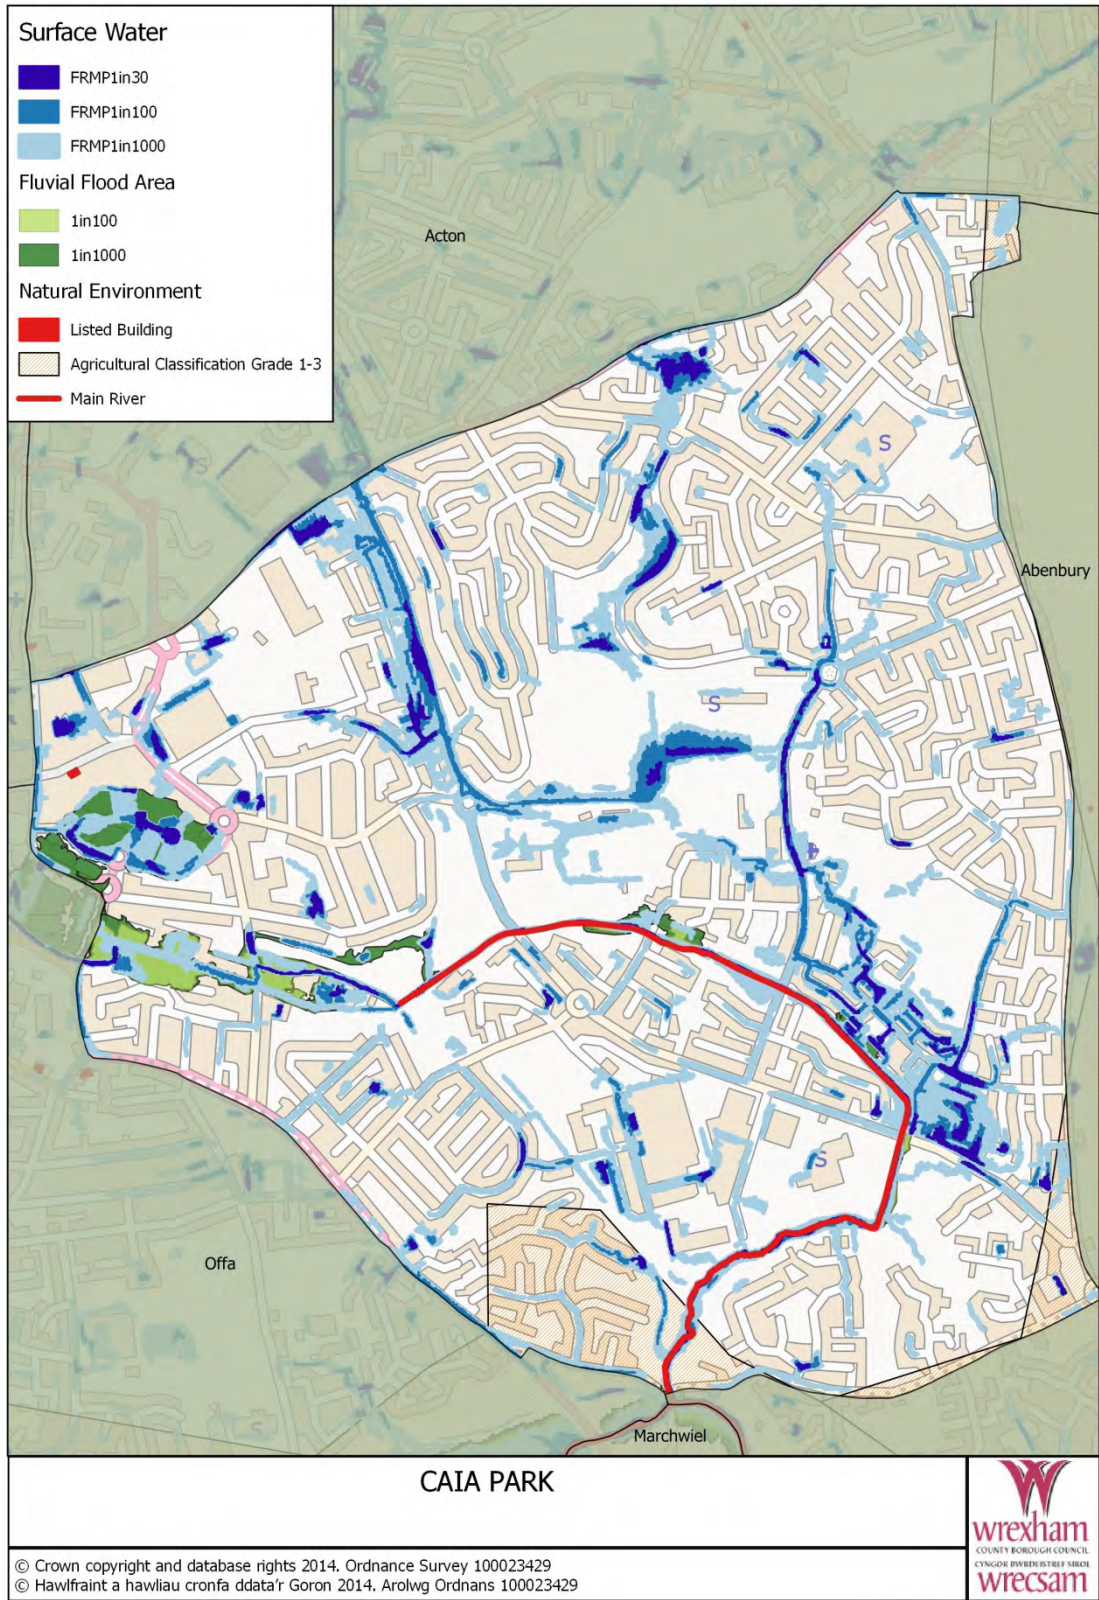 Surface Water
FRMP1in30
FRMP1in100
FRMP1in1000
Fluvial Flood Area
1in100
1in1000
Natural Environment
Listed Building
Agricultural Classification Grade 1-3
Main River
Acton
S
Abenbury
S
S
Offa
Marchwiel
CAIA PARK
© Crown copyright and database rights 2014. Ordnance Survey 100023429
© Hawlfraint a hawliau cronfa ddata'r Goron 2014. Arolwg Ordnans 100023429
wrexham
COUNTY BOROUGH COUNCIL
CYNGOR BWRDEISTREF SIROL
wrecsam